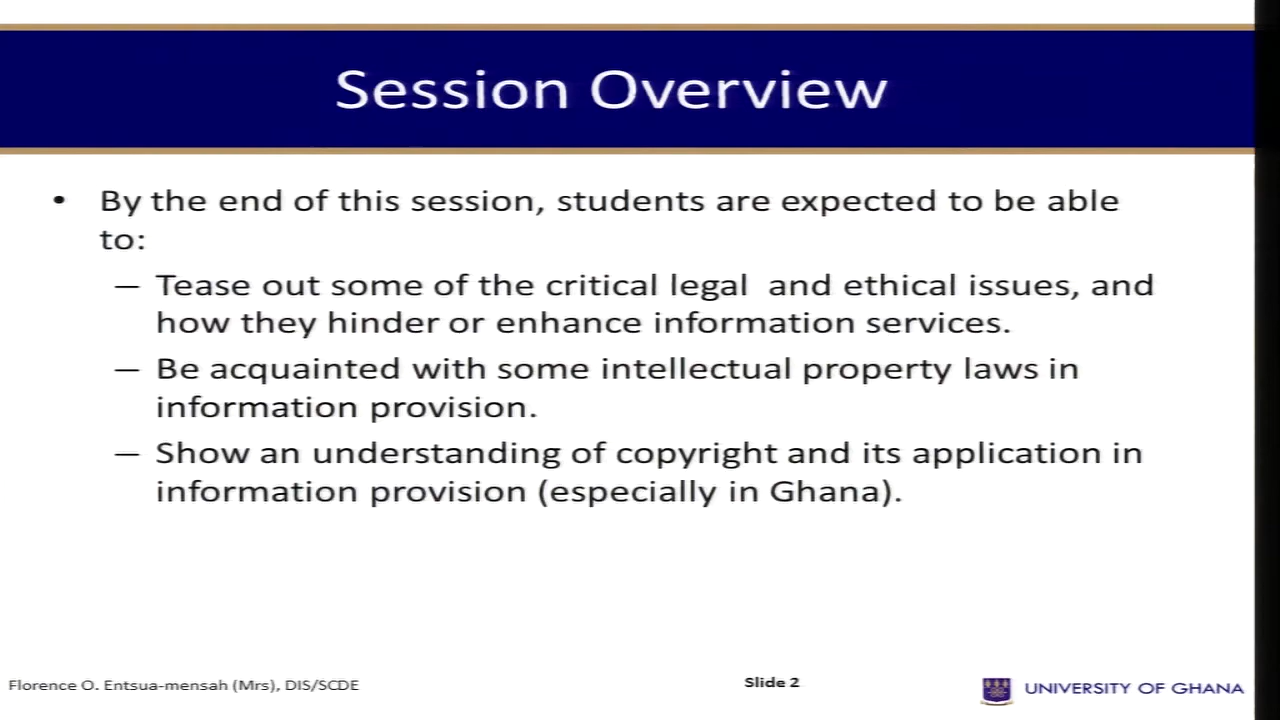 Session Overview
• By the end of this session, students are expected to be able
to:
– Tease out some of the critical legal and ethical issues, and
how they hinder or enhance information services.
– Be acquainted with some intellectual property laws in
information provision.
– Show an understanding of copyright and its application in
information provision (especially in Ghana).
Florence O. Entsua-mensah (Mrs), DIS/SCDE
Slide 2
UNIVERSITY OF GHANA